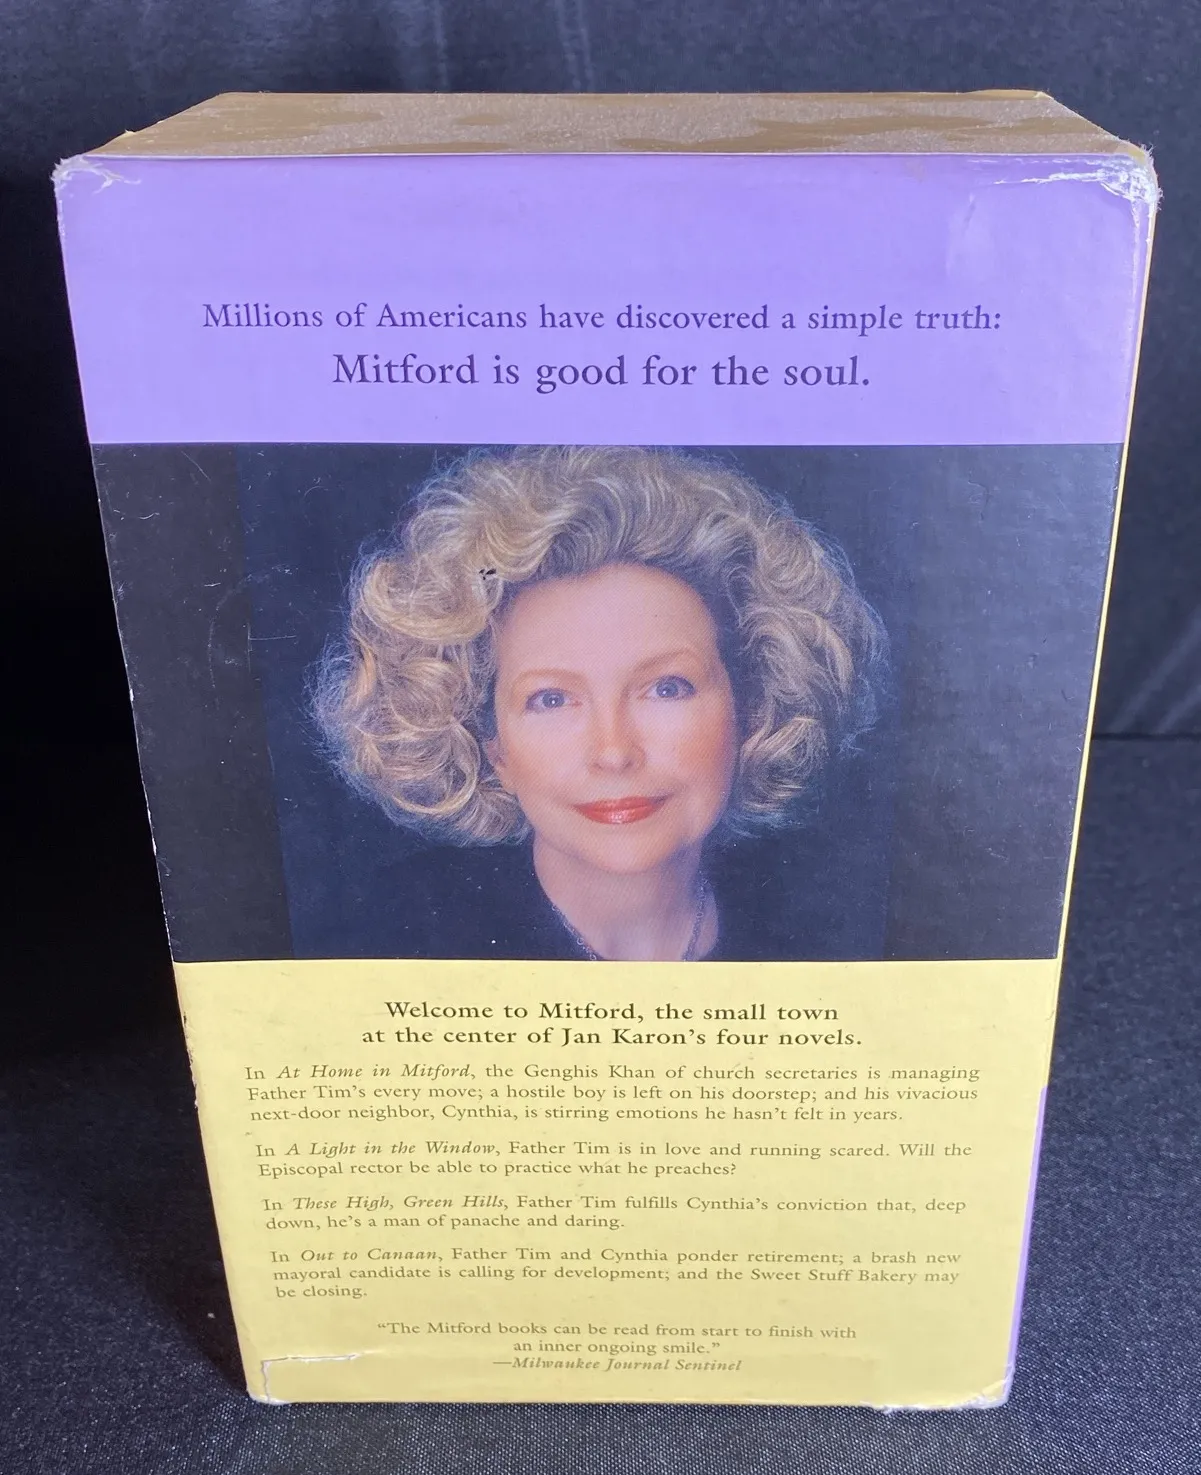 Millions of Americans have discovered a simple truth:
Mitford is good for the soul.
Welcome to Mitford, the small town
at the center of Jan Karon's four novels.
In At Home in Mitford, the Genghis Khan of church secretaries is managing
Father Tim's every move; a hostile boy is left on his doorstep; and his vivacious
next-door neighbor, Cynthia, is stirring emotions he hasn't felt in years.
In A Light in the Window, Father Tim is in love and running scared. Will the
Episcopal rector be able to practice what he preaches?
In These High, Green Hills, Father Tim fulfills Cynthia's conviction that, deep
down, he's a man of panache and daring.
In Out to Canaan, Father Tim and Cynthia ponder retirement; a brash new
mayoral candidate is calling for development; and the Sweet Stuff Bakery may
be closing.
"The Mitford books can be read from start to finish with
an inner ongoing smile."
—Milwaukee Journal Sentinel